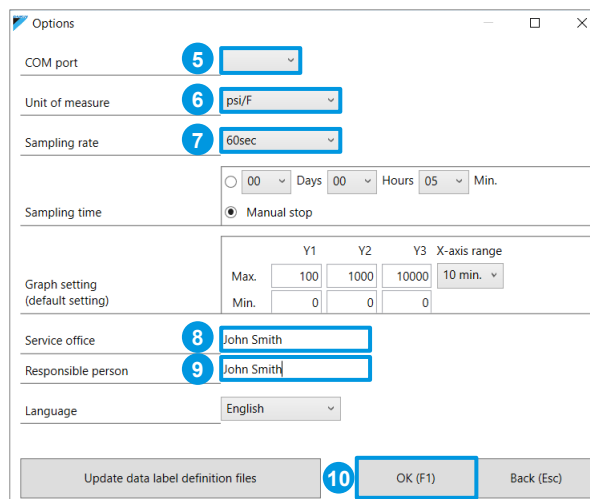 Options
COM port 5
Unit of measure 6 psi/F
Sampling rate 7 60sec
00 Days 00 Hours 05 Min.
Sampling time Manual stop
Y1 Y2 Y3 X-axis range
Max. 100 1000 10000 10 min.
Graph setting
(default setting) Min. 0 0 0
Service office 8 John Smith
Responsible person 9 John Smith
Language English
Update data label definition files 10 OK (F1) Back (Esc)